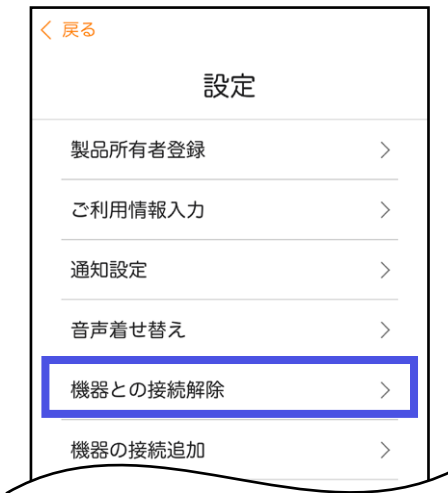 戻る
設定
製品所有者登録
ご利用情報入力
通知設定
音声着せ替え
機器との接続解除
機器の接続追加